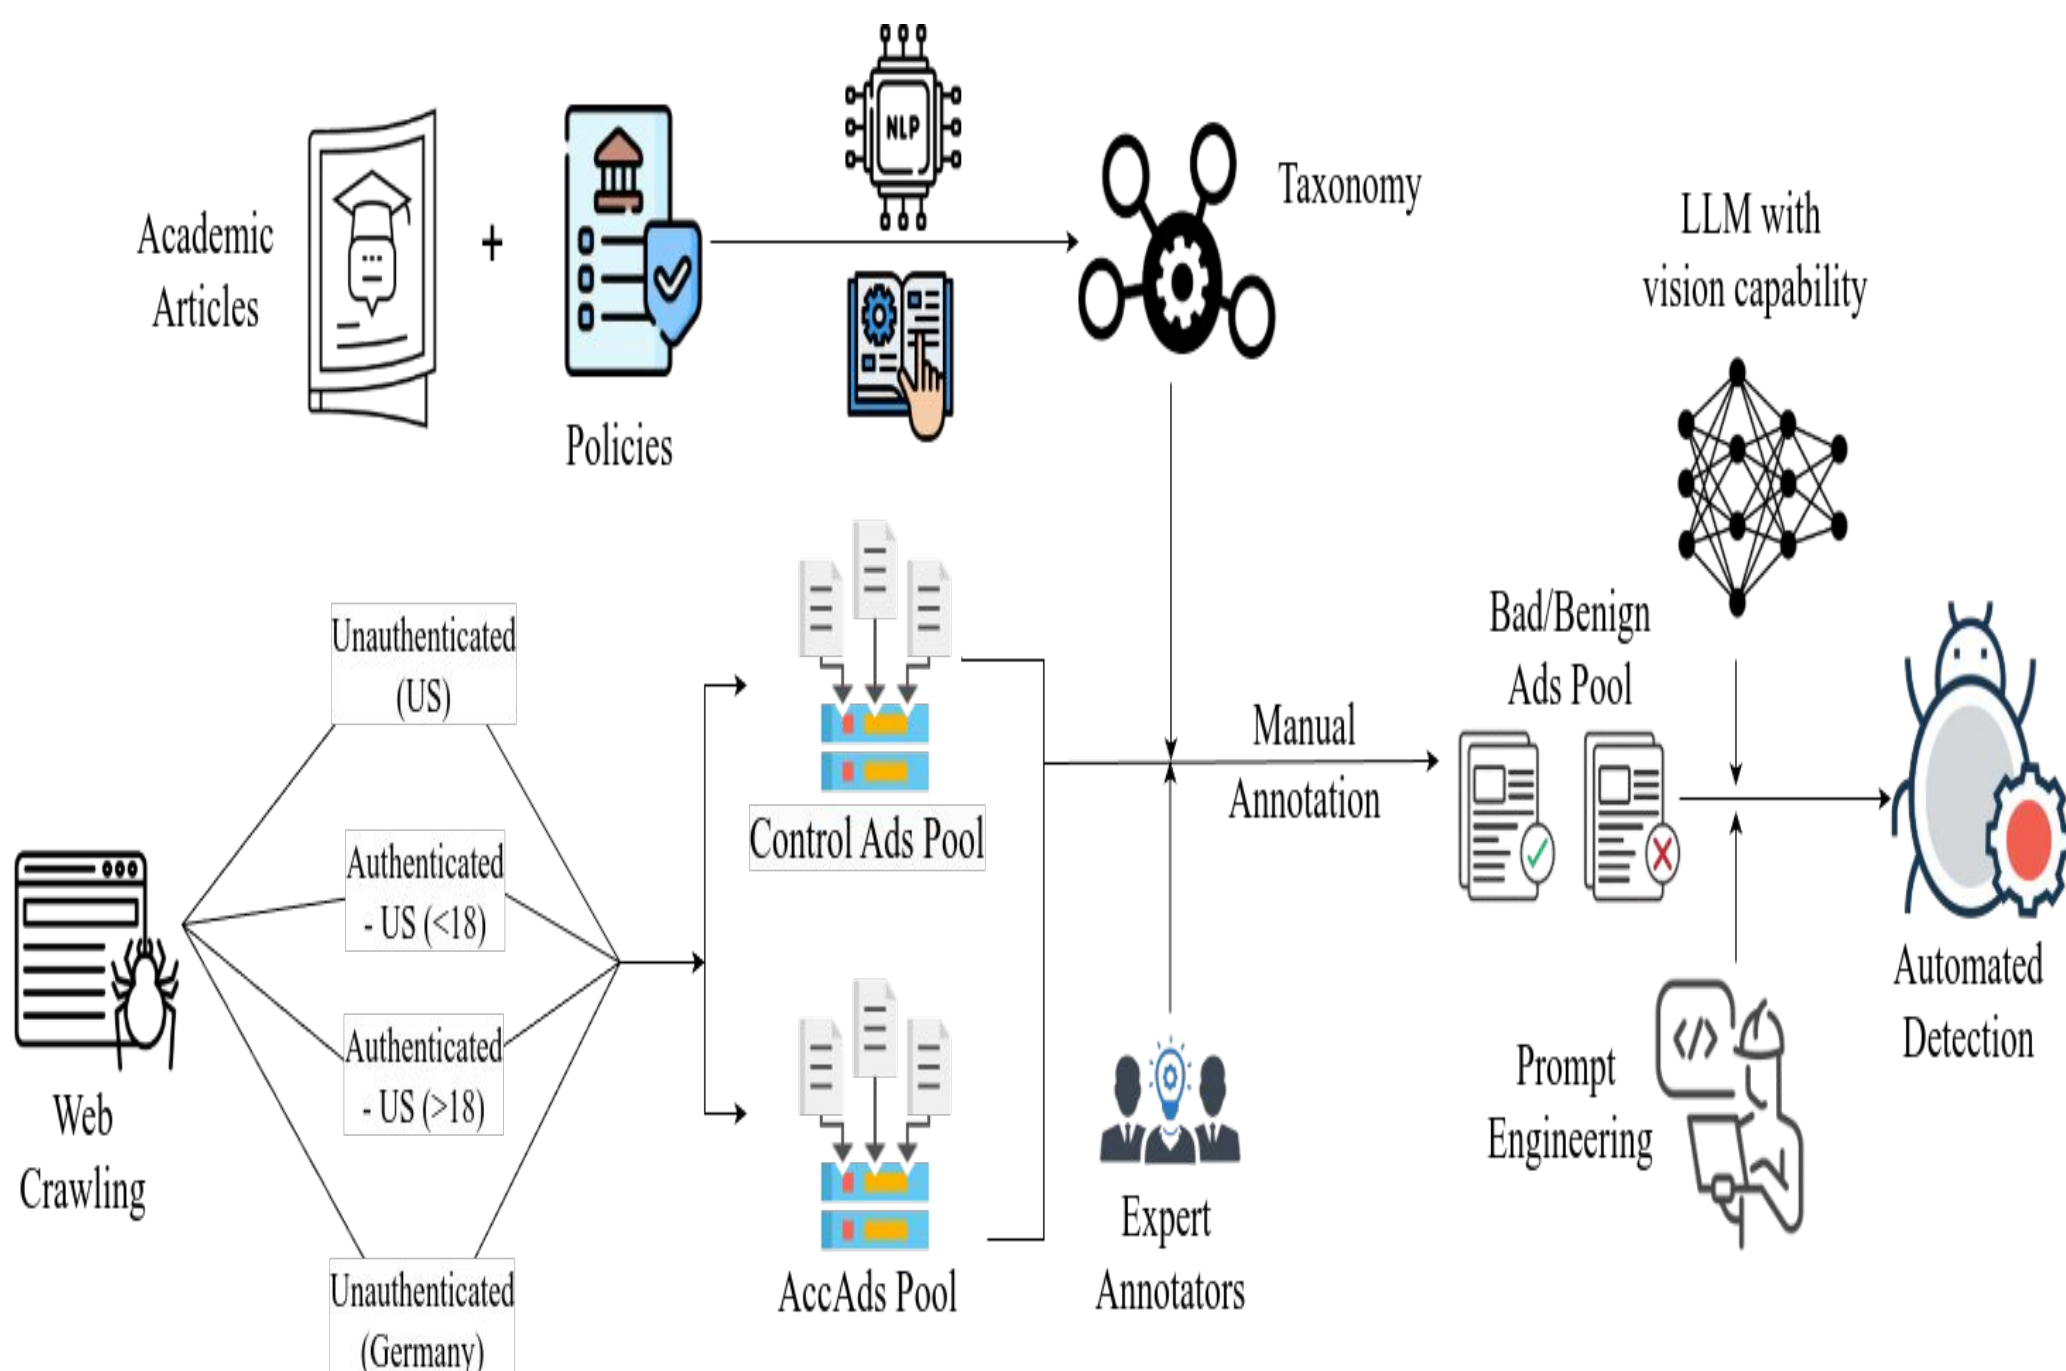 NLP
Academic
Articles
+
Policies
Taxonomy
LLM with
vision capability
Unauthenticated
(US)
Authenticated
- US (<18)
Authenticated
- US (>18)
Unauthenticated
(Germany)
Web
Crawling
Control Ads Pool
AccAds Pool
Manual
Annotation
Expert
Annotators
Bad/Benign
Ads Pool
</>
Prompt
Engineering
Automated
Detection